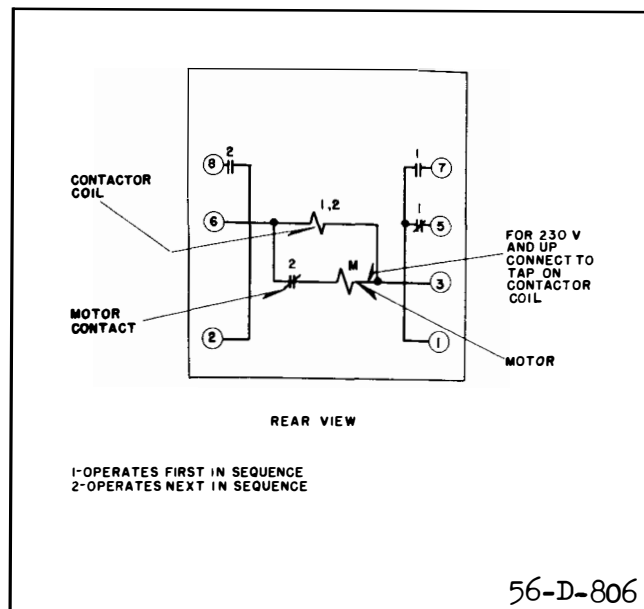 8
2
1
7
CONTACTOR
COIL
6
1,2
1
5
FOR 230 V
AND UP
CONNECT TO
TAP ON
CONTACTOR
COIL
2
M
3
MOTOR
CONTACT
2
1
MOTOR
REAR VIEW
1-OPERATES FIRST IN SEQUENCE
2-OPERATES NEXT IN SEQUENCE
56-D-806